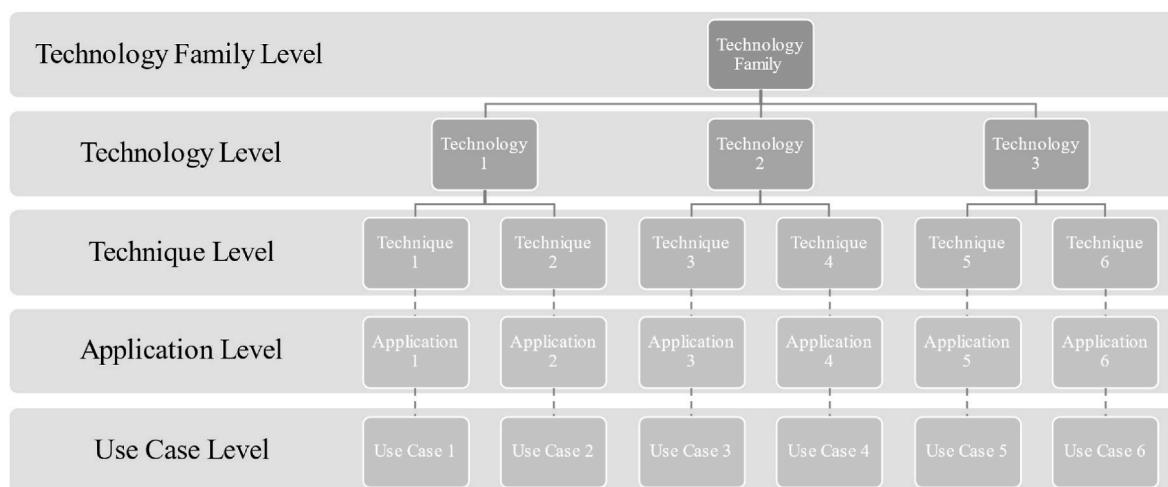 Technology Family Level
Technology
Family
Technology Level
Technology
1
Technology
2
Technology
3
Technique Level
Technique
1
Technique
2
Technique
3
Technique
4
Technique
5
Technique
6
Application Level
Application
1
Application
2
Application
3
Application
4
Application
5
Application
6
Use Case Level
Use Case 1
Use Case 2
Use Case 3
Use Case 4
Use Case 5
Use Case 6